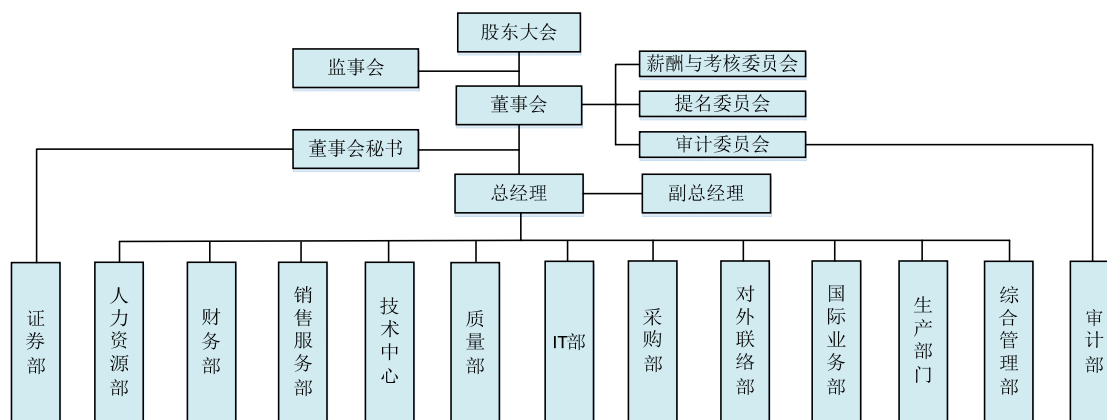 股东大会
监事会
薪酬与考核委员会
董事会
提名委员会
董事会秘书
审计委员会
总经理
副总经理
证券部
人力资源部
财务部
销售服务部
技术中心
质量部
IT部
采购部
对外联络部
国际业务部
生产部门
综合管理部
审计部